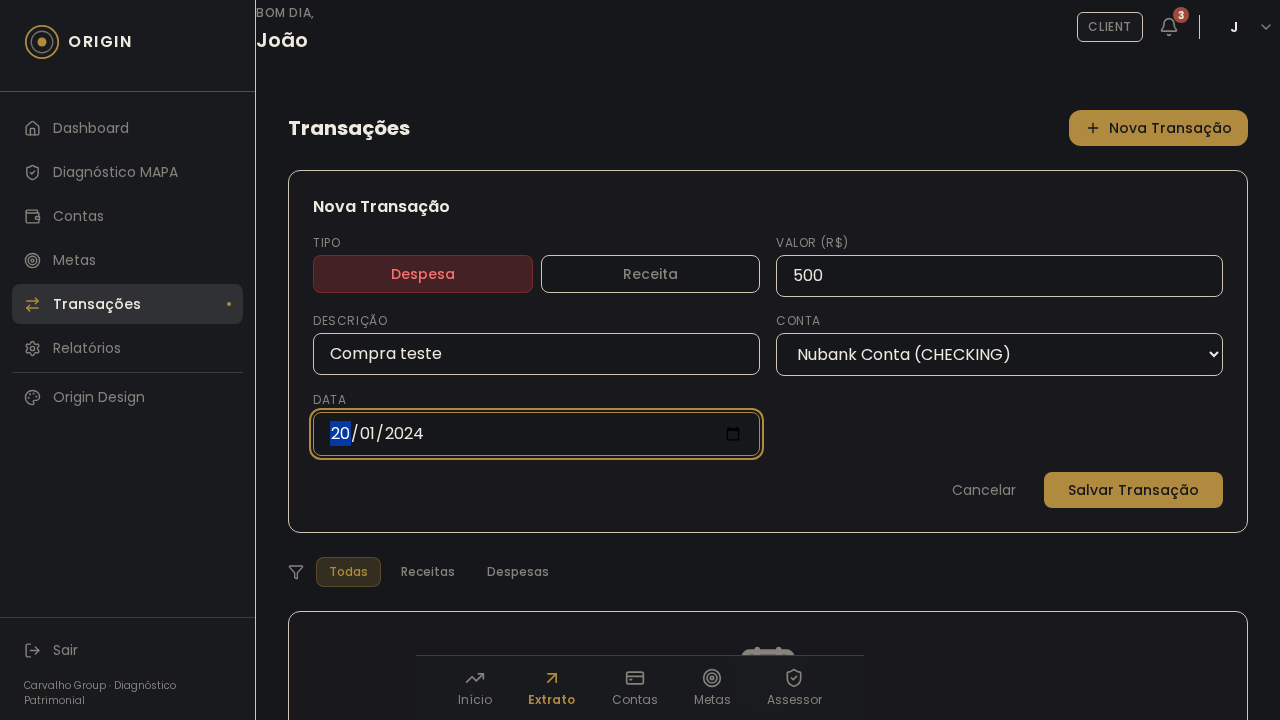 ORIGIN
Dashboard
Diagnóstico MAPA
Contas
Metas
Transações
Relatórios
Origin Design
Sair
Carvalho Group · Diagnóstico
Patrimonial
BOM DIA,
João
CLIENT
3
J
Transações
Nova Transação
Nova Transação
TIPO
Despesa
Receita
VALOR (R$)
500
DESCRIÇÃO
Compra teste
CONTA
Nubank Conta (CHECKING)
DATA
20/01/2024
Cancelar
Salvar Transação
Todas
Receitas
Despesas
Início
Extrato
Contas
Metas
Assessor